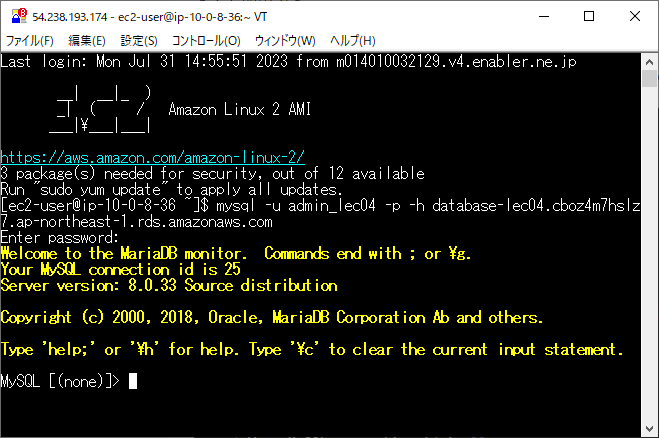 54.238.193.174 - ec2-user@ip-10-0-8-36:~ VT
ファイル(F) 編集(E) 設定(S) コントロール(O) ウィンドウ(W) ヘルプ(H)
Last login: Mon Jul 31 14:55:51 2023 from m014010032129.v4.enabler.ne.jp
__|  __|_  )
_|  (     /   Amazon Linux 2 AMI
___|¥___|___|
https://aws.amazon.com/amazon-linux-2/
3 package(s) needed for security, out of 12 available
Run "sudo yum update" to apply all updates.
[ec2-user@ip-10-0-8-36 ~]$ mysql -u admin_lec04 -p -h database-lec04.cboz4m7hslz
7.ap-northeast-1.rds.amazonaws.com
Enter password:
Welcome to the MariaDB monitor.  Commands end with ; or ¥g.
Your MySQL connection id is 25
Server version: 8.0.33 Source distribution
Copyright (c) 2000, 2018, Oracle, MariaDB Corporation Ab and others.
Type 'help;' or '¥h' for help. Type '¥c' to clear the current input statement.
MySQL [(none)]>